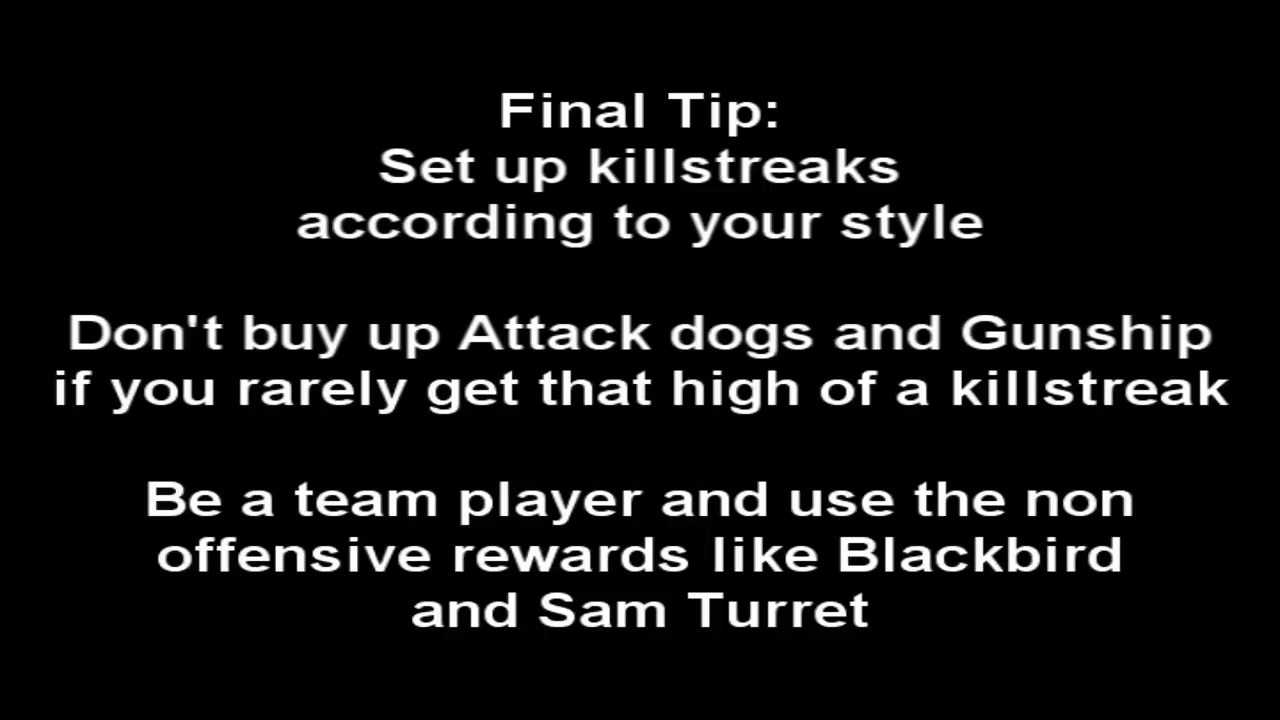 Final Tip:
Set up killstreaks
according to your style
Don't buy up Attack dogs and Gunship
if you rarely get that high of a killstreak
Be a team player and use the non
offensive rewards like Blackbird
and Sam Turret